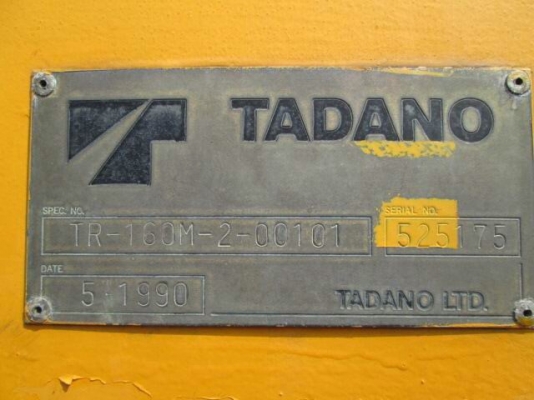 TADANO
SPEC. NO. SERIAL NO.
TR-160M-2-00101 525175
DATE
5 1990 TADANO LTD.